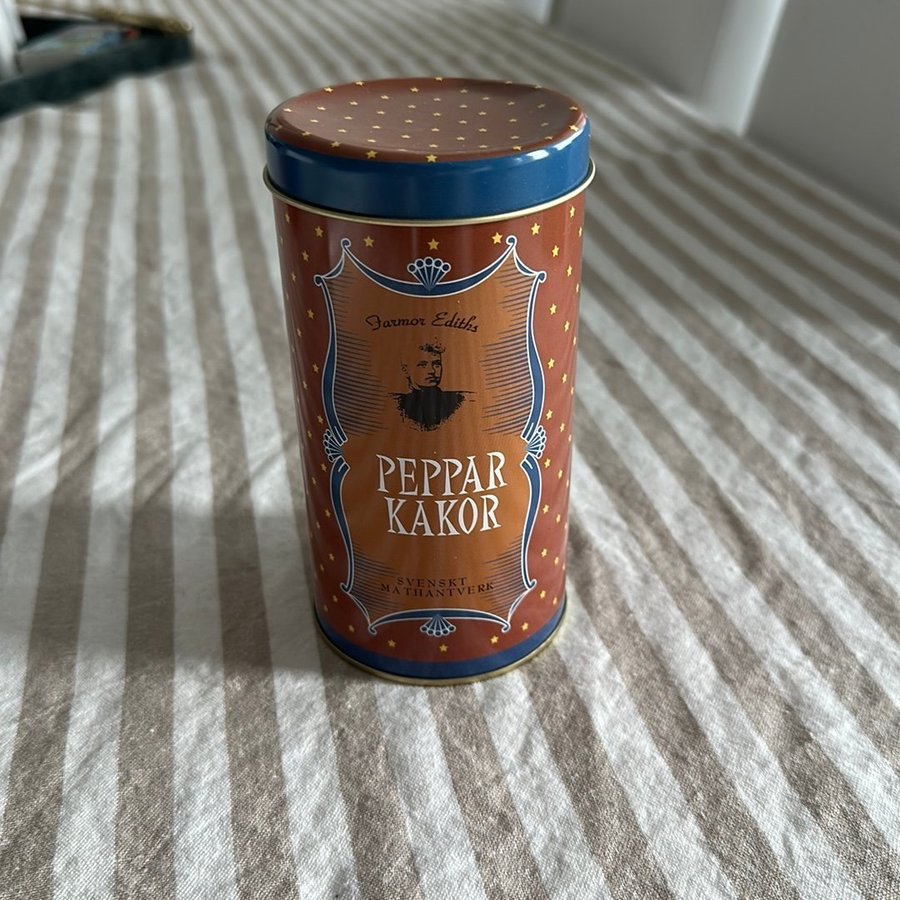 Farmor Ediths
PEPPAR
KAKOR
SVENSKT
MATHANTVERK